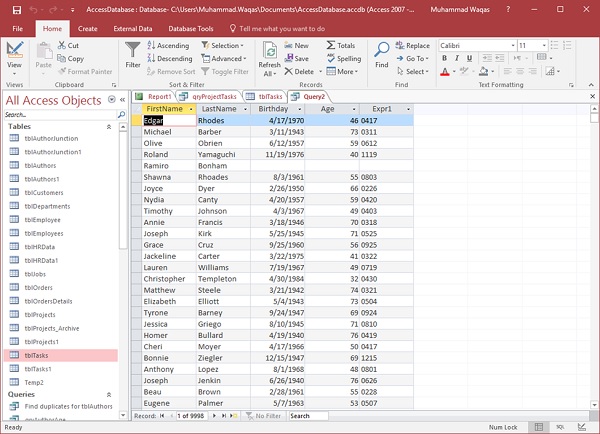 AccessDatabase : Database- C:\Users\Muhammad.Waqas\Documents\AccessDatabase.accdb (Access 2007 -... Muhammad Waqas
File Home Create External Data Database Tools Tell me what you want to do
View Paste Cut Copy Format Painter Filter Ascending Descending Remove Sort Selection Advanced Toggle Filter Refresh All New Save Delete Totals Spelling More Find Replace Go To Select Calibri 11 B I U
Views Clipboard Sort & Filter Records Find Text Formatting
All Access Objects
Search...
Tables
tblAuthorJunction
tblAuthorJunction1
tblAuthors
tblAuthors1
tblCustomers
tblDepartments
tblEmployee
tblEmployees
tblHRData
tblHRData1
tblJobs
tblOrders
tblOrdersDetails
tblProjects
tblProjects_Archive
tblProjects1
tblTasks
tblTasks1
Temp2
Queries
Find duplicates for tblAuthors
Report1 qryProjectTasks tblTasks Query2
FirstName LastName Birthday Age Expr1
Edgar Rhodes 4/17/1970 46 0417
Michael Barber 3/11/1943 73 0311
Olive Obrien 6/12/1957 59 0612
Roland Yamaguchi 11/19/1976 40 1119
Ramiro Bonham
Shawna Rhodes 8/3/1961 55 0803
Joyce Dyer 2/26/1950 66 0226
Nydia Canty 4/20/1957 59 0420
Timothy Johnson 4/3/1967 49 0403
Annie Francis 3/18/1946 70 0318
Joseph Kirk 5/25/1945 71 0525
Grace Cruz 9/25/1960 56 0925
Jackeline Carter 3/22/1975 41 0322
Lauren Williams 7/19/1967 49 0719
Christopher Templeton 4/30/1984 32 0430
Matthew Steele 3/21/1942 74 0321
Elizabeth Elliott 5/4/1943 73 0504
Tyrone Barney 9/24/1947 69 0924
Jessica Griego 8/10/1945 71 0810
Homer Bullard 4/19/1940 76 0419
Cheri Moyer 4/17/1966 50 0417
Bonnie Ziegler 12/15/1947 69 1215
Anthony Lopez 8/1/1968 48 0801
Joseph Jenkin 6/26/1940 76 0626
Beau Brown 2/28/1961 55 0228
Eugene Palmer 5/7/1963 53 0507
Record: 1 of 9998 No Filter Search
Ready Num Lock SQL